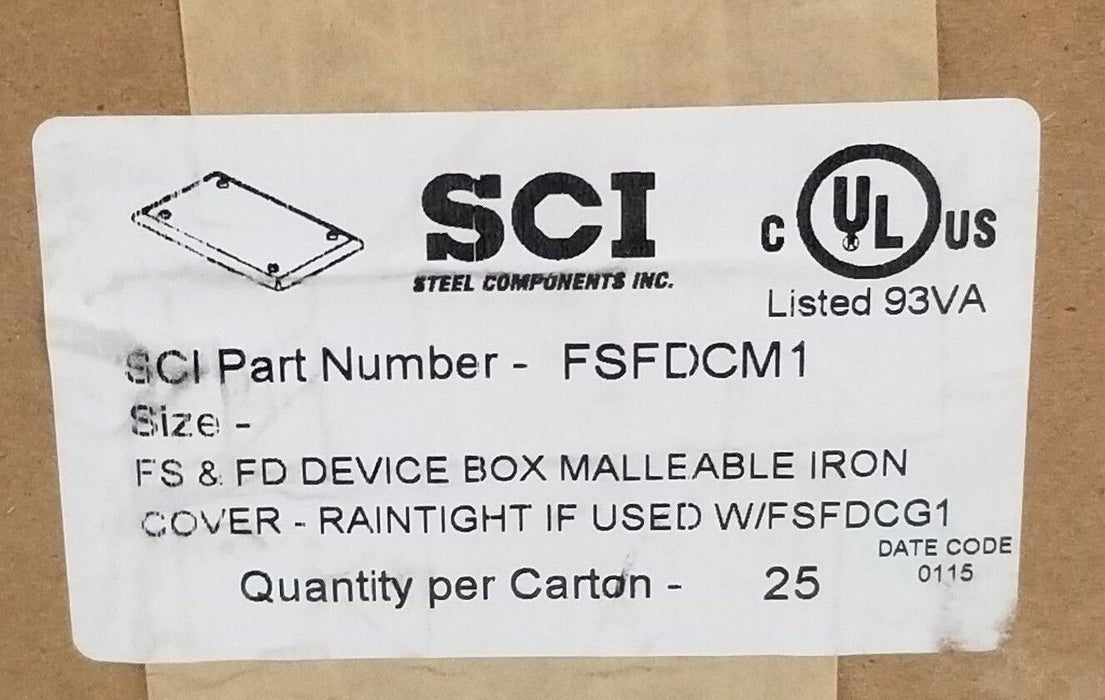 SCI
STEEL COMPONENTS INC.
C UL US
®
Listed 93VA
SCI Part Number - FSFDCM1
Size -
FS & FD DEVICE BOX MALLEABLE IRON
COVER - RAINTIGHT IF USED W/FSFDCG1
DATE CODE
0115
Quantity per Carton - 25